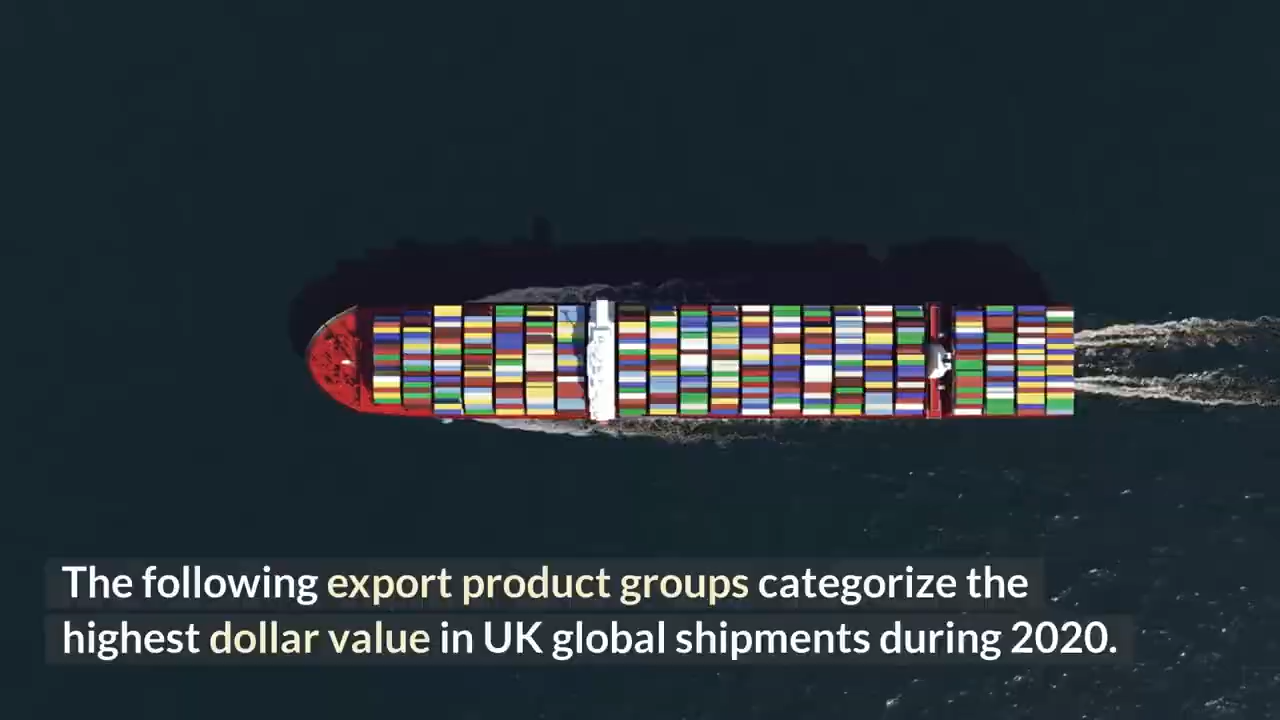 The following export product groups categorize the
highest dollar value in UK global shipments during 2020.